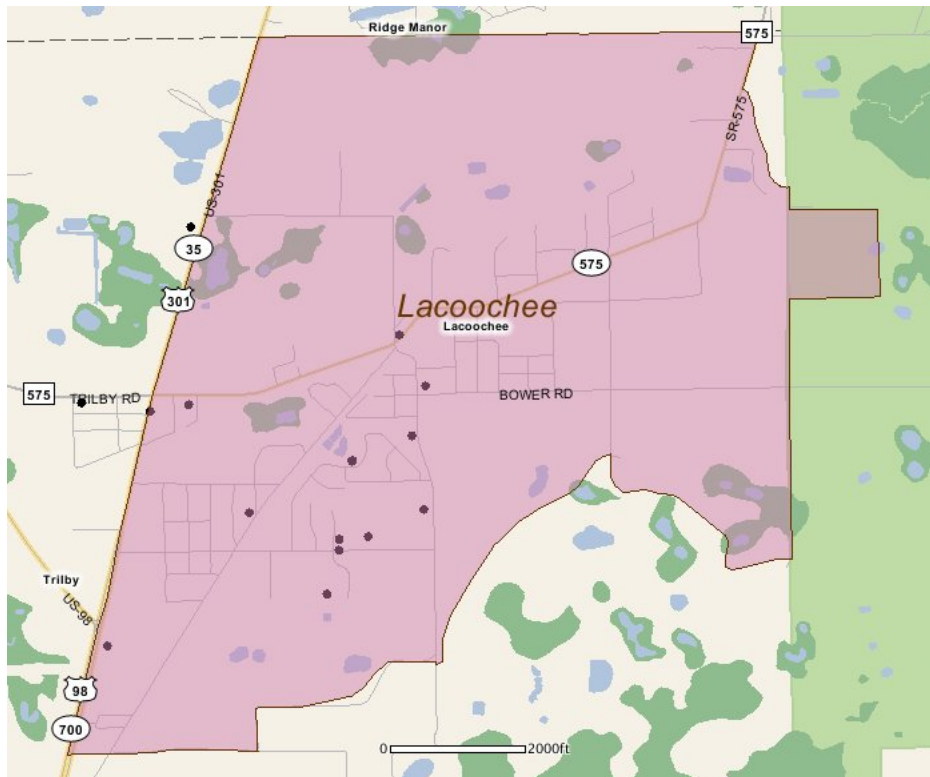 Ridge Manor
575
SR-575
US-301
35
575
301
Lacoochee
Lacoochee
575
TRILBY RD
BOWER RD
Trilby
US-98
98
700
0
2000ft